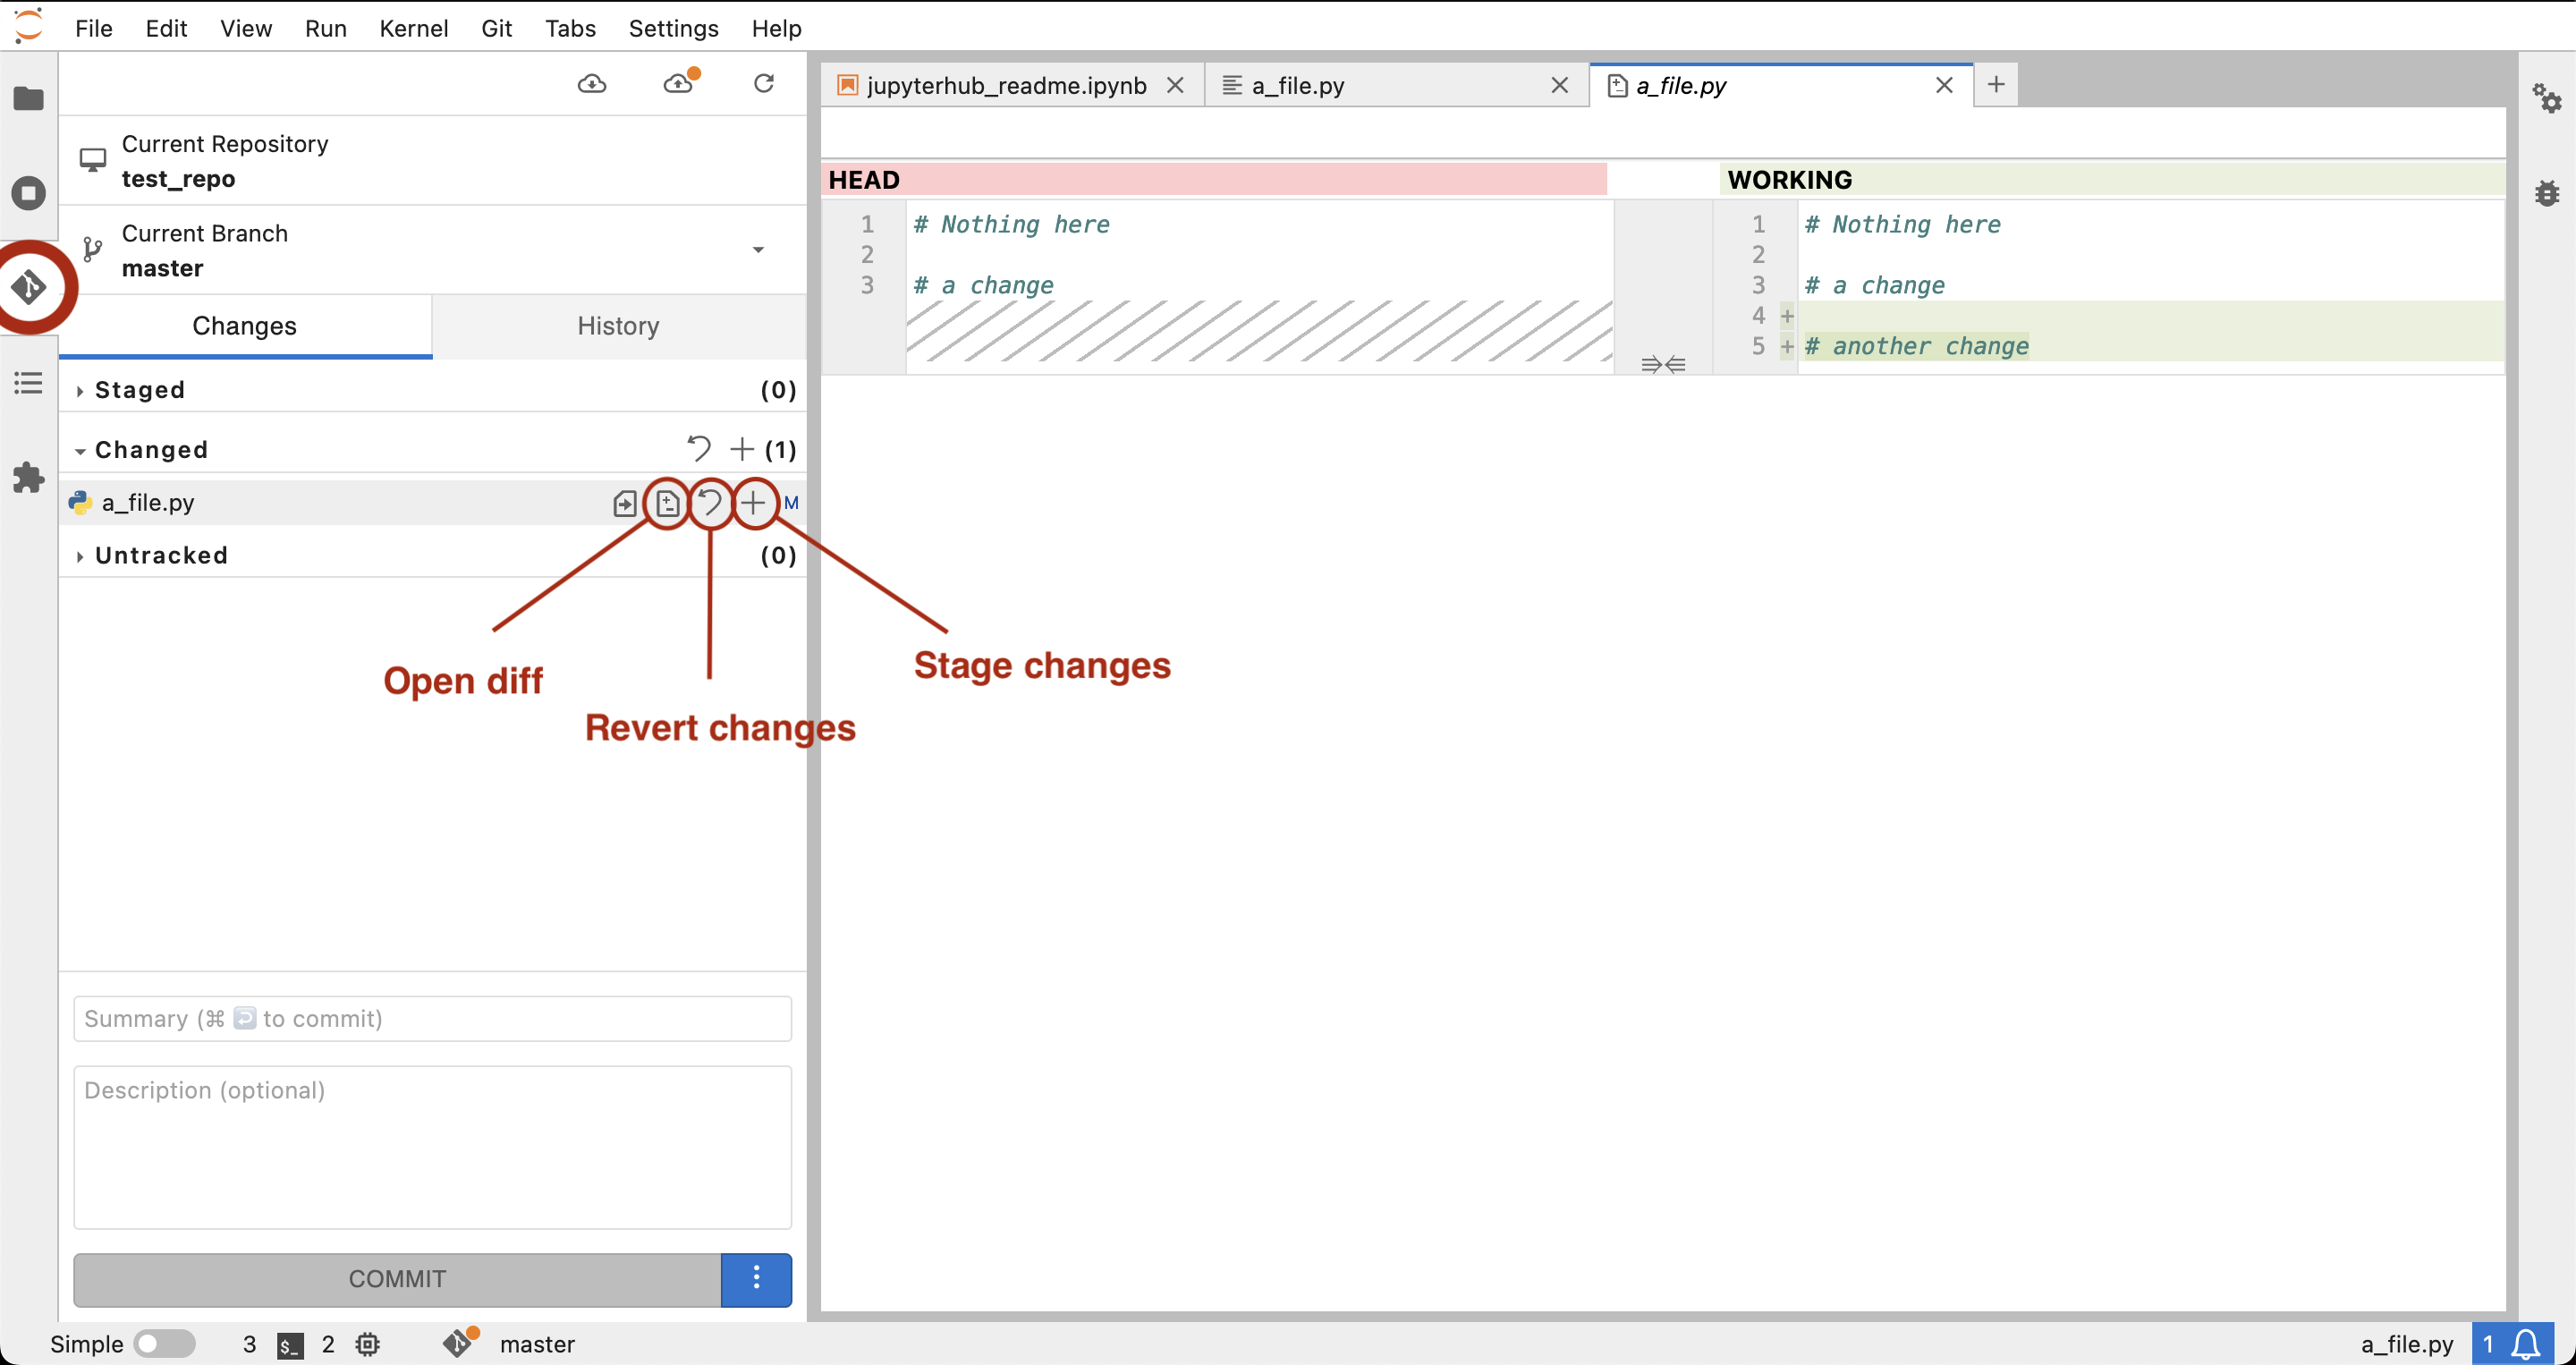 File Edit View Run Kernel Git Tabs Settings Help
jupyterhub_readme.ipynb
a_file.py
a_file.py
Current Repository
test_repo
Current Branch
master
Changes
History
Staged (0)
Changed (1)
a_file.py M
Untracked (0)
Open diff
Revert changes
Stage changes
Summary (⌘ to commit)
Description (optional)
COMMIT
HEAD
1 # Nothing here
2
3 # a change
WORKING
1 # Nothing here
2
3 # a change
4 +
5 + # another change
Simple 3 $_ 2 master
a_file.py 1